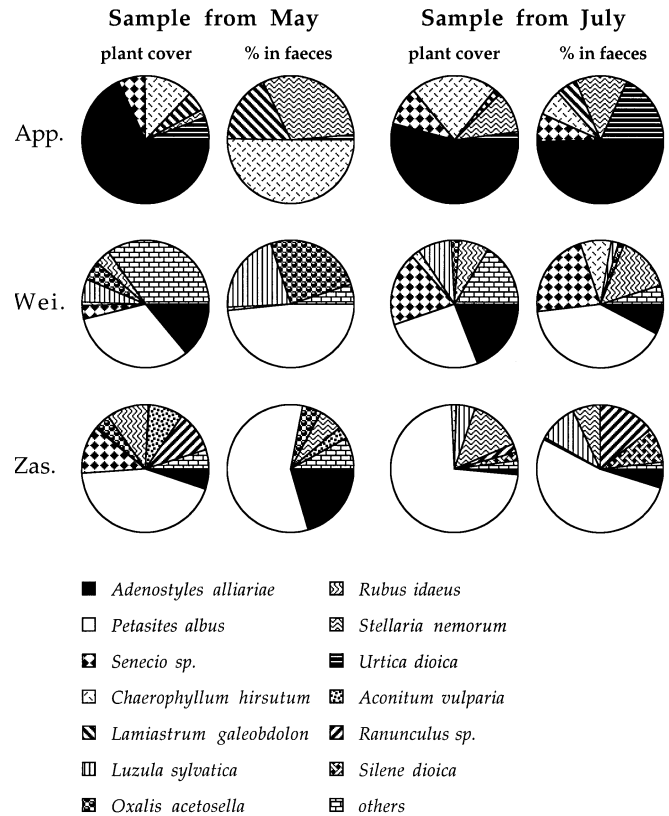 Sample from May Sample from July
plant cover % in faeces plant cover % in faeces
App.
Wei.
Zas.
Adenostyles alliariae Rubus idaeus
Petasites albus Stellaria nemorum
Senecio sp. Urtica dioica
Chaerophyllum hirsutum Aconitum vulparia
Lamiastrum galeobdolon Ranunculus sp.
Luzula sylvatica Silene dioica
Oxalis acetosella others